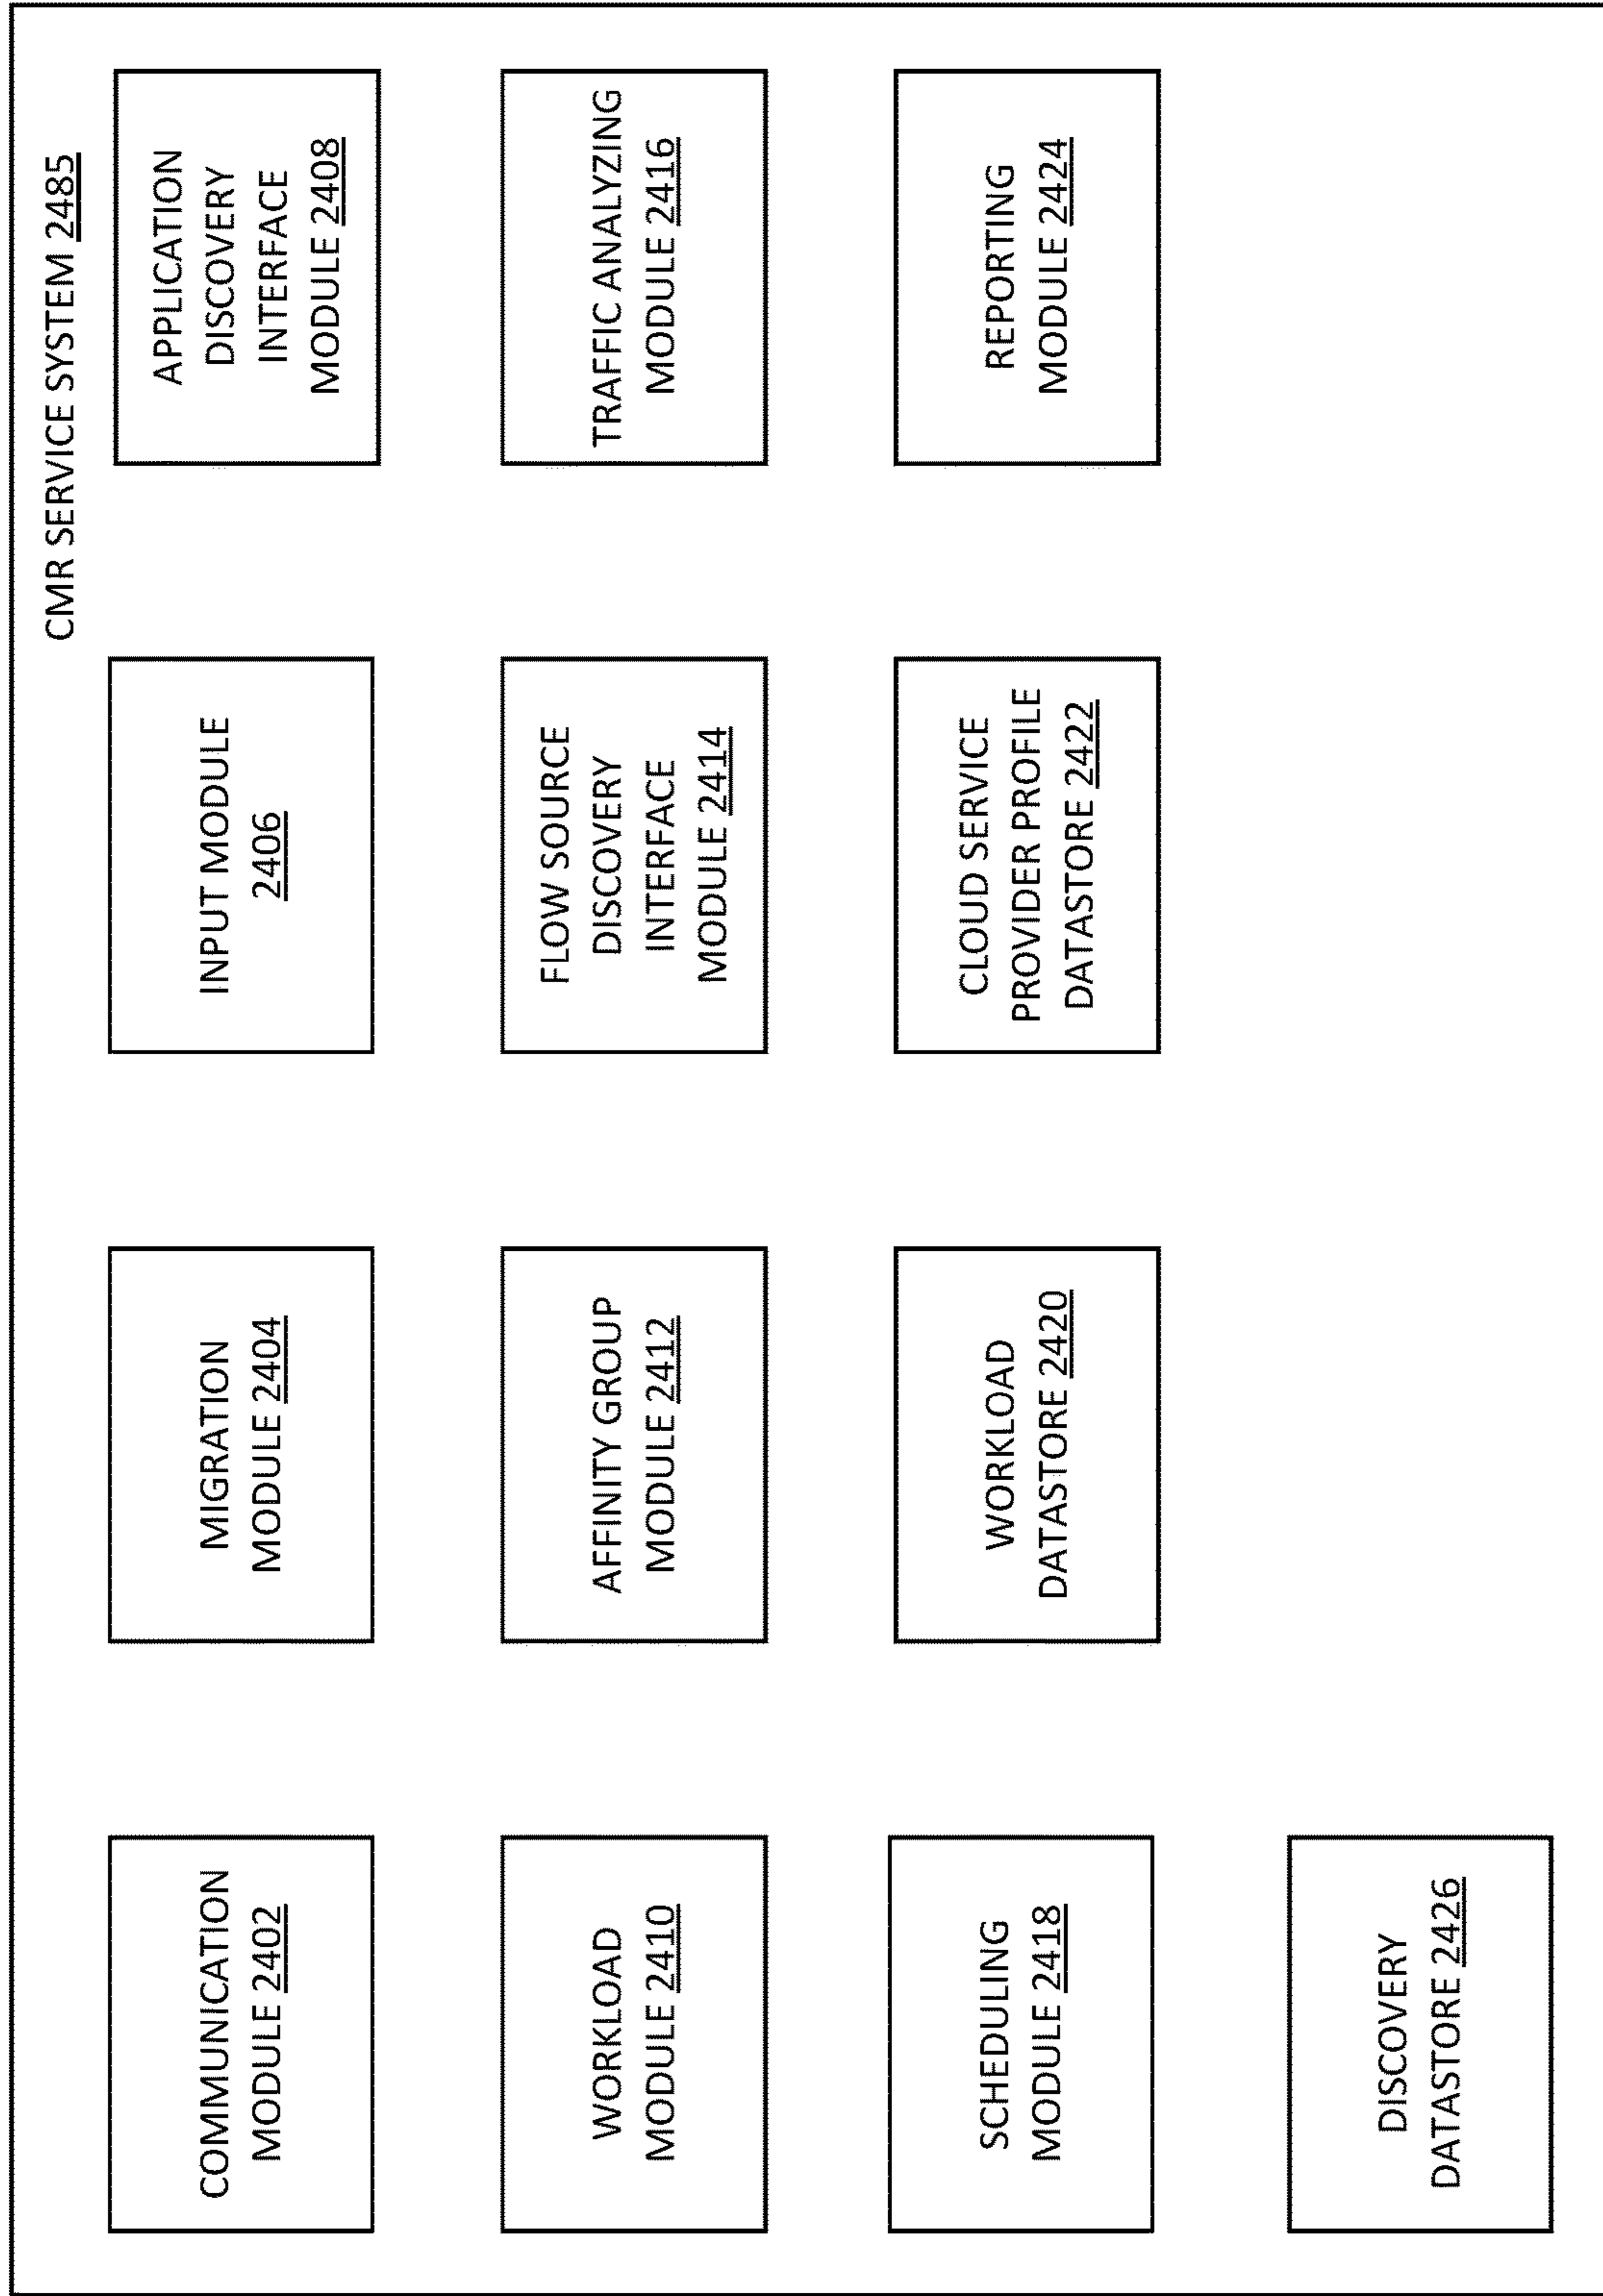 CMR SERVICE SYSTEM 2485
COMMUNICATION
MODULE 2402
MIGRATION
MODULE 2404
INPUT MODULE
2406
APPLICATION
DISCOVERY
INTERFACE
MODULE 2408
WORKLOAD
MODULE 2410
AFFINITY GROUP
MODULE 2412
FLOW SOURCE
DISCOVERY
INTERFACE
MODULE 2414
TRAFFIC ANALYZING
MODULE 2416
SCHEDULING
MODULE 2418
WORKLOAD
DATASTORE 2420
CLOUD SERVICE
PROVIDER PROFILE
DATASTORE 2422
REPORTING
MODULE 2424
DISCOVERY
DATASTORE 2426